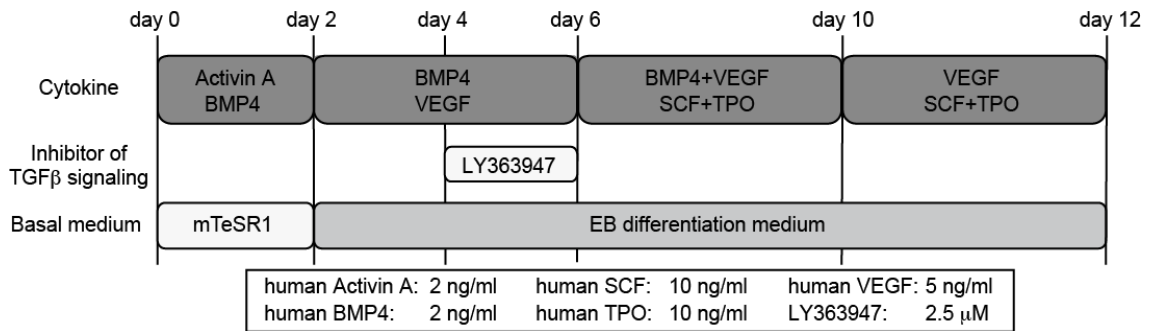 day 0 day 2 day 4 day 6 day 10 day 12
Cytokine
Activin A
BMP4
BMP4
VEGF
BMP4+VEGF
SCF+TPO
VEGF
SCF+TPO
Inhibitor of
TGFβ signaling
LY363947
Basal medium
mTeSR1
EB differentiation medium
human Activin A: 2 ng/ml human SCF: 10 ng/ml human VEGF: 5 ng/ml
human BMP4: 2 ng/ml human TPO: 10 ng/ml LY363947: 2.5 μM